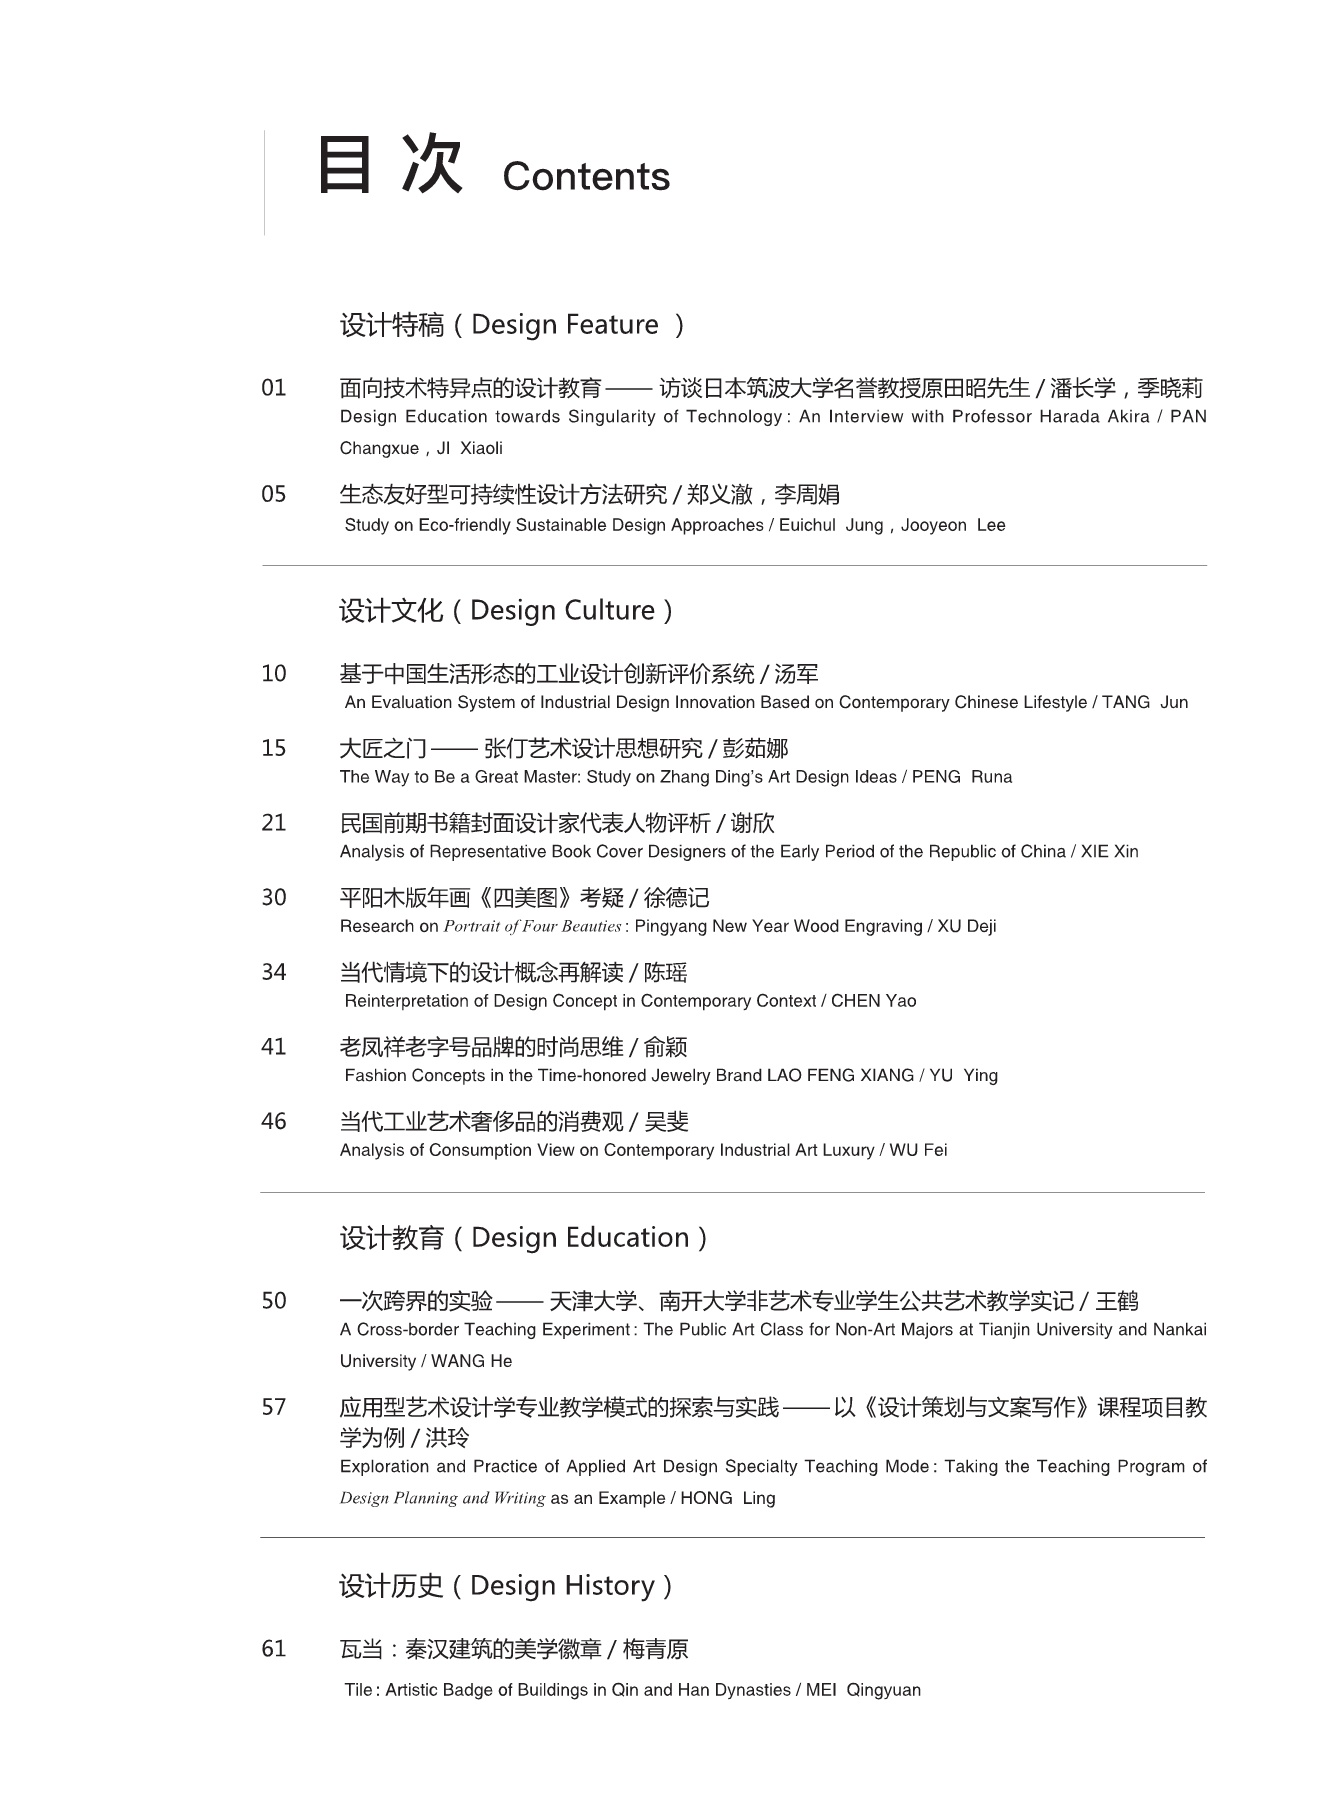 目 次 Contents
设计特稿（Design Feature ）
01 面向技术特异点的设计教育—— 访谈日本筑波大学名誉教授原田昭先生 / 潘长学，季晓莉
Design Education towards Singularity of Technology: An Interview with Professor Harada Akira / PAN
Changxue , JI Xiaoli
05 生态友好型可持续性设计方法研究 / 郑义澈，李周娟
Study on Eco-friendly Sustainable Design Approaches / Euichul Jung , Jooyeon Lee
设计文化（Design Culture）
10 基于中国生活形态的工业设计创新评价系统 / 汤军
An Evaluation System of Industrial Design Innovation Based on Contemporary Chinese Lifestyle / TANG Jun
15 大匠之门—— 张仃艺术设计思想研究 / 彭茹娜
The Way to Be a Great Master: Study on Zhang Ding's Art Design Ideas / PENG Runa
21 民国前期书籍封面设计家代表人物评析 / 谢欣
Analysis of Representative Book Cover Designers of the Early Period of the Republic of China / XIE Xin
30 平阳木版年画《四美图》考疑 / 徐德记
Research on Portrait of Four Beauties: Pingyang New Year Wood Engraving / XU Deji
34 当代情境下的设计概念再解读 / 陈瑶
Reinterpretation of Design Concept in Contemporary Context / CHEN Yao
41 老凤祥老字号品牌的时尚思维 / 俞颖
Fashion Concepts in the Time-honored Jewelry Brand LAO FENG XIANG / YU Ying
46 当代工业艺术奢侈品的消费观 / 吴斐
Analysis of Consumption View on Contemporary Industrial Art Luxury / WU Fei
设计教育（Design Education）
50 一次跨界的实验—— 天津大学、南开大学非艺术专业学生公共艺术教学实记 / 王鹤
A Cross-border Teaching Experiment: The Public Art Class for Non-Art Majors at Tianjin University and Nankai
University / WANG He
57 应用型艺术设计学专业教学模式的探索与实践——以《设计策划与文案写作》课程项目教
学为例 / 洪玲
Exploration and Practice of Applied Art Design Specialty Teaching Mode: Taking the Teaching Program of
Design Planning and Writing as an Example / HONG Ling
设计历史（Design History）
61 瓦当：秦汉建筑的美学徽章 / 梅青原
Tile: Artistic Badge of Buildings in Qin and Han Dynasties / MEI Qingyuan